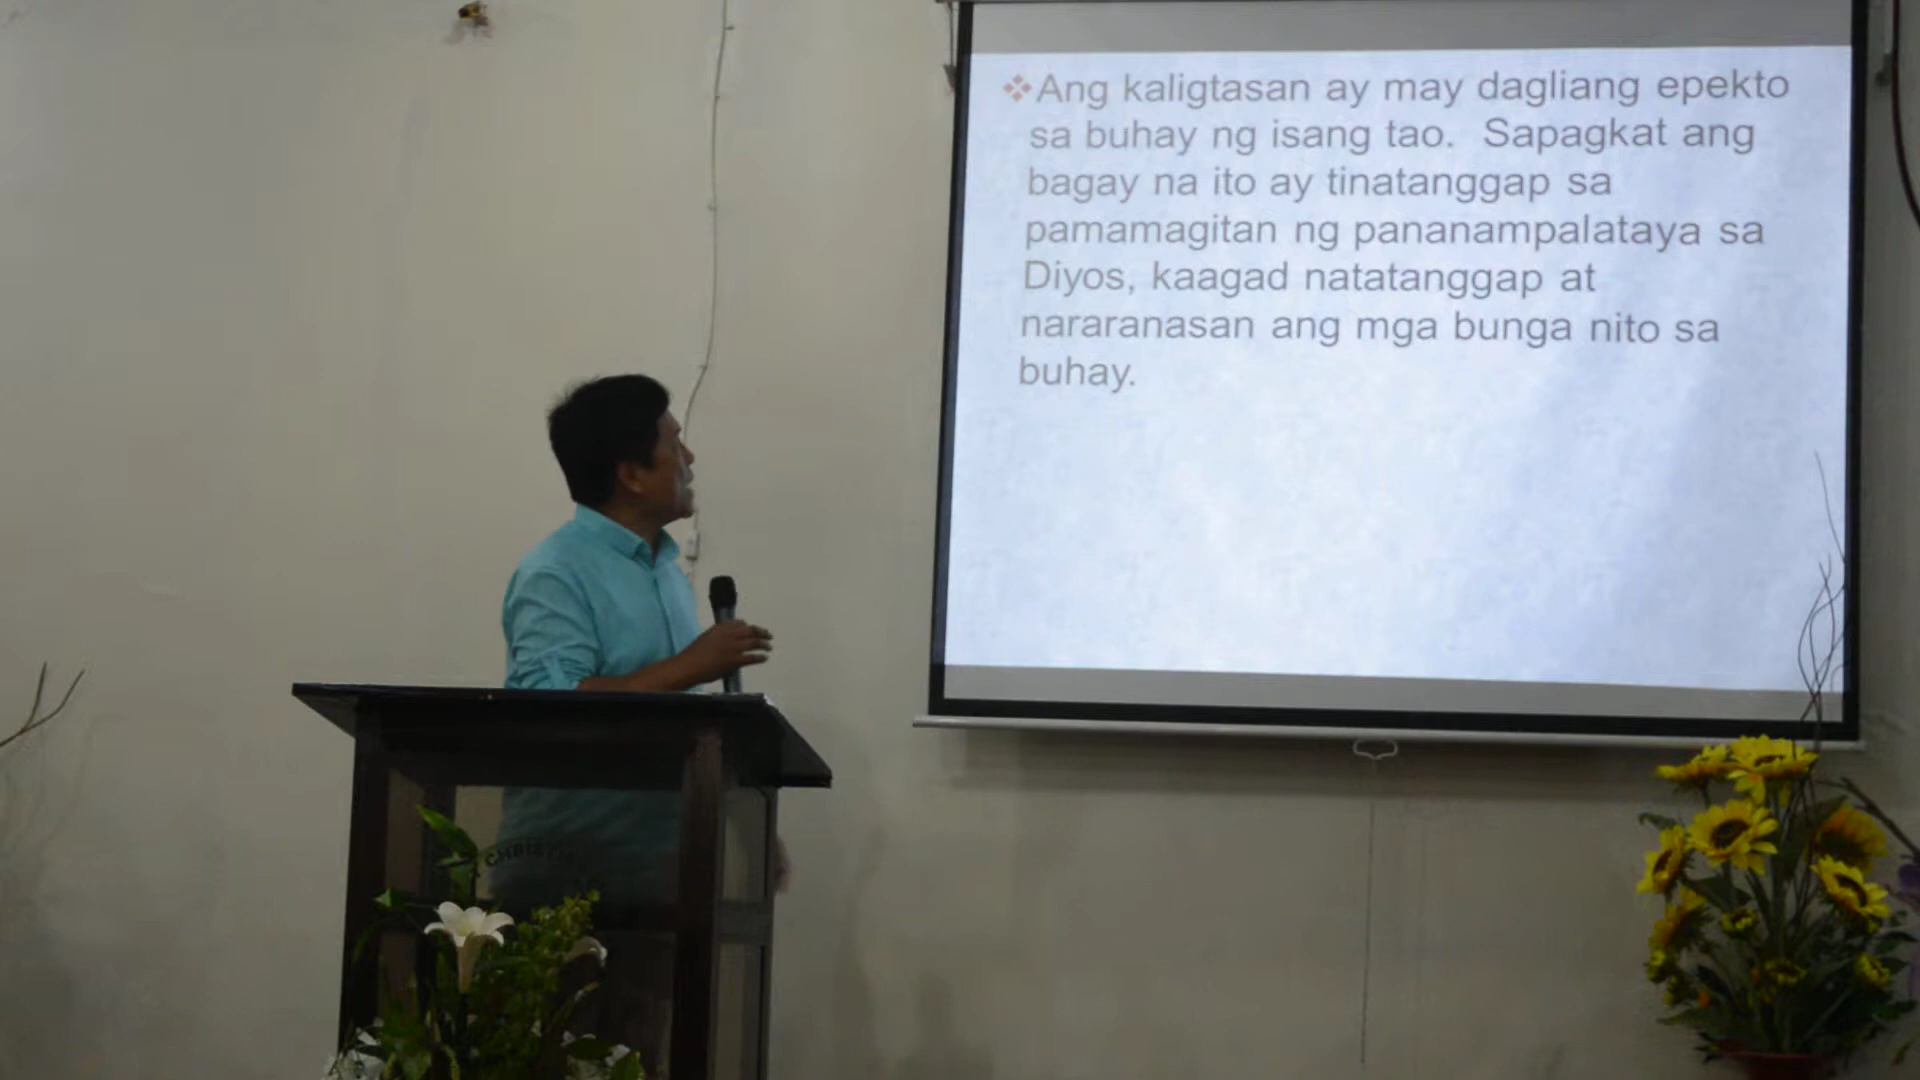 Ang kaligtasan ay may dagliang epekto
sa buhay ng isang tao. Sapagkat ang
bagay na ito ay tinatanggap sa
pamamagitan ng pananampalataya sa
Diyos, kaagad natatanggap at
nararanasan ang mga bunga nito sa
buhay.